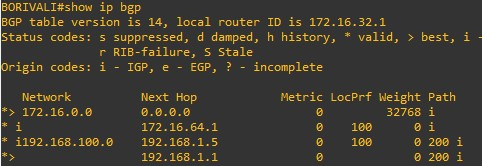 BORIVALI#show ip bgp
BGP table version is 14, local router ID is 172.16.32.1
Status codes: s suppressed, d damped, h history, * valid, > best, i -
r RIB-failure, S Stale
Origin codes: i - IGP, e - EGP, ? - incomplete
Network Next Hop Metric LocPrf Weight Path
*> 172.16.0.0 0.0.0.0 0 32768 i
* i 172.16.64.1 0 100 0 i
* i192.168.100.0 192.168.1.5 0 100 0 200 i
*> 192.168.1.1 0 0 200 i